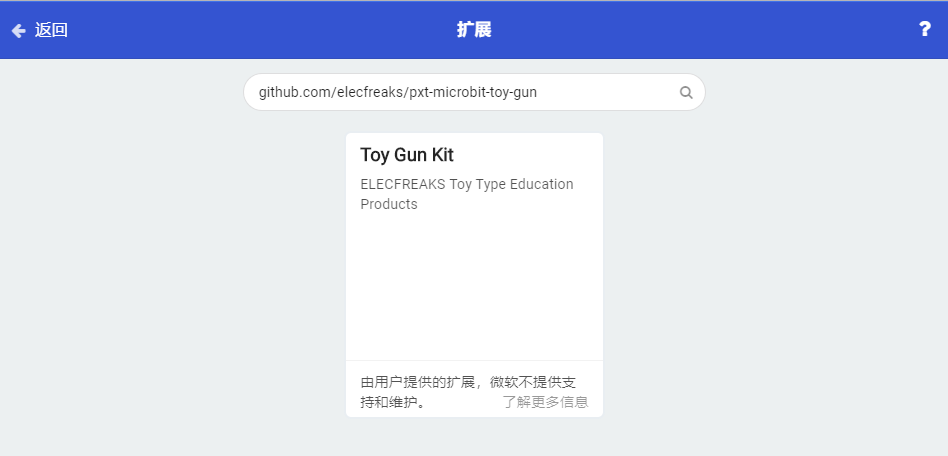 返回
扩展
?
github.com/elecfreaks/pxt-microbit-toy-gun
Toy Gun Kit
ELECFREAKS Toy Type Education
Products
由用户提供的扩展，微软不提供支
持和维护。
了解更多信息